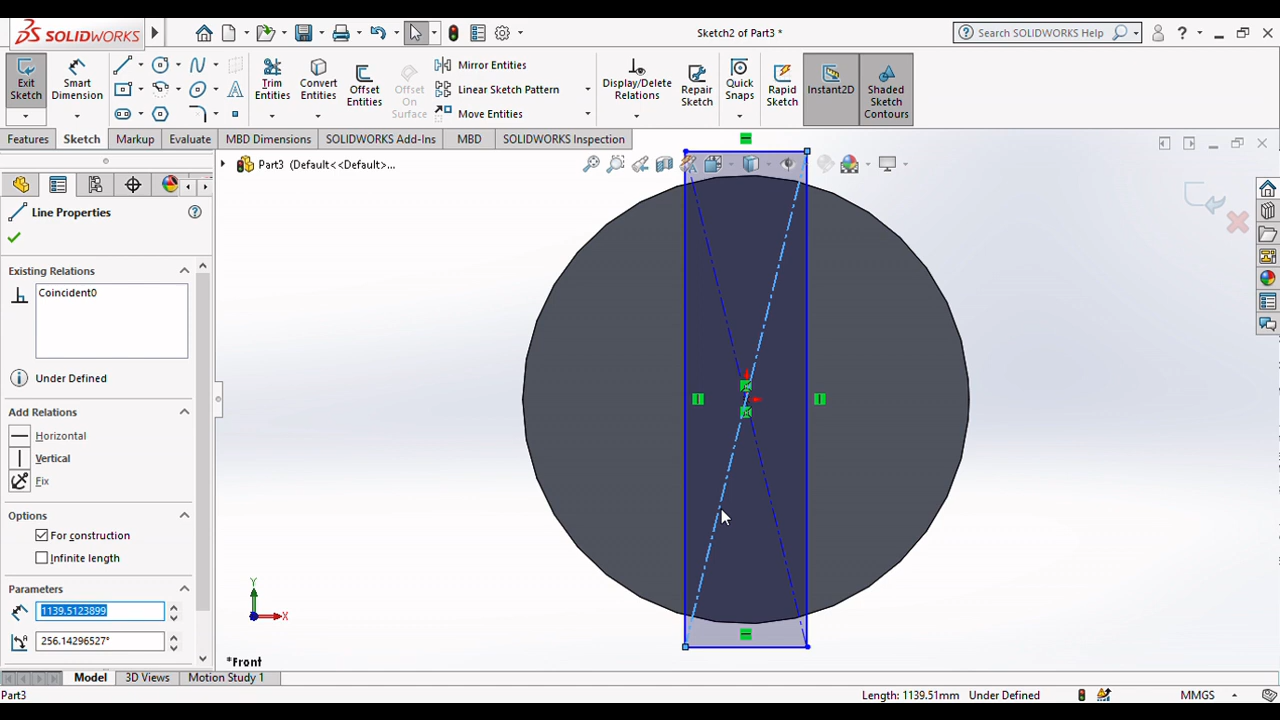 SOLIDWORKS
Sketch2 of Part3 *
Search SOLIDWORKS Help
?
Exit Sketch
Smart Dimension
Trim Entities
Convert Entities
Offset Entities
Offset On Surface
Mirror Entities
Linear Sketch Pattern
Move Entities
Display/Delete Relations
Repair Sketch
Quick Snaps
Rapid Sketch
Instant2D
Shaded Sketch Contours
Features
Sketch
Markup
Evaluate
MBD Dimensions
SOLIDWORKS Add-Ins
MBD
SOLIDWORKS Inspection
Part3 (Default<<Default>...
Line Properties
?
Existing Relations
Coincident0
Under Defined
Add Relations
Horizontal
Vertical
Fix
Options
For construction
Infinite length
Parameters
1139.5123899
256.14296527°
Y
X
*Front
Model
3D Views
Motion Study 1
Part3
Length: 1139.51mm
Under Defined
MMGS